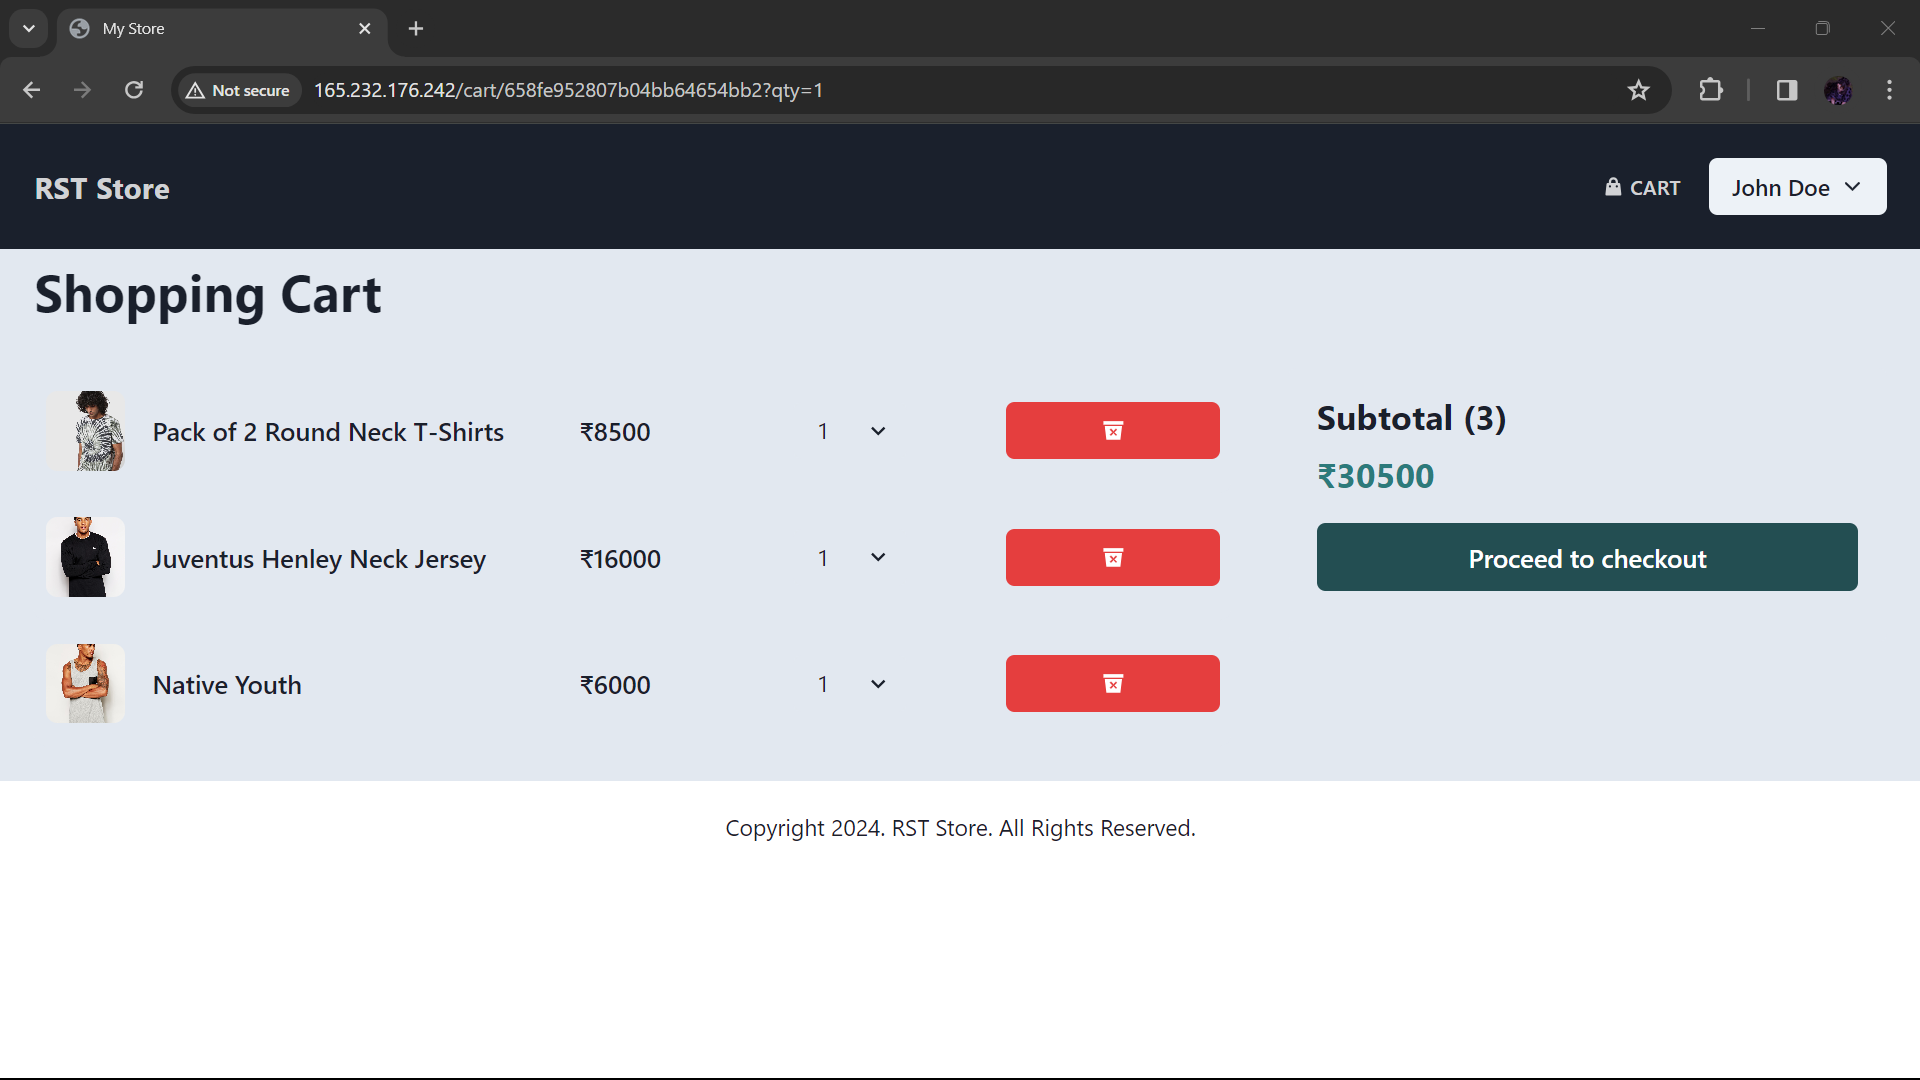 My Store
Not secure
165.232.176.242/cart/658fe952807b04bb64654bb2?qty=1
RST Store
CART
John Doe
Shopping Cart
Pack of 2 Round Neck T-Shirts ₹8500 1
Juventus Henley Neck Jersey ₹16000 1
Native Youth ₹6000 1
Subtotal (3)
₹30500
Proceed to checkout
Copyright 2024. RST Store. All Rights Reserved.